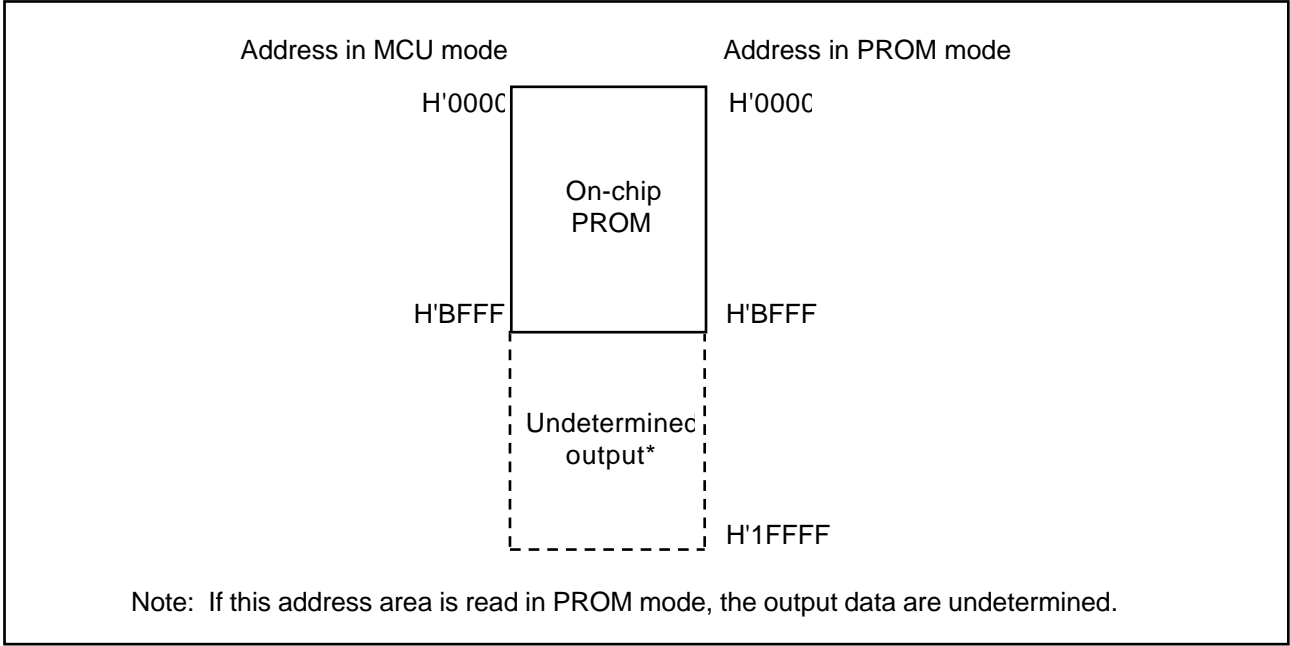 Address in MCU mode Address in PROM mode
H'0000 H'0000
On-chip
PROM
H'BFFF H'BFFF
Undetermined
output*
H'1FFFF
Note: If this address area is read in PROM mode, the output data are undetermined.